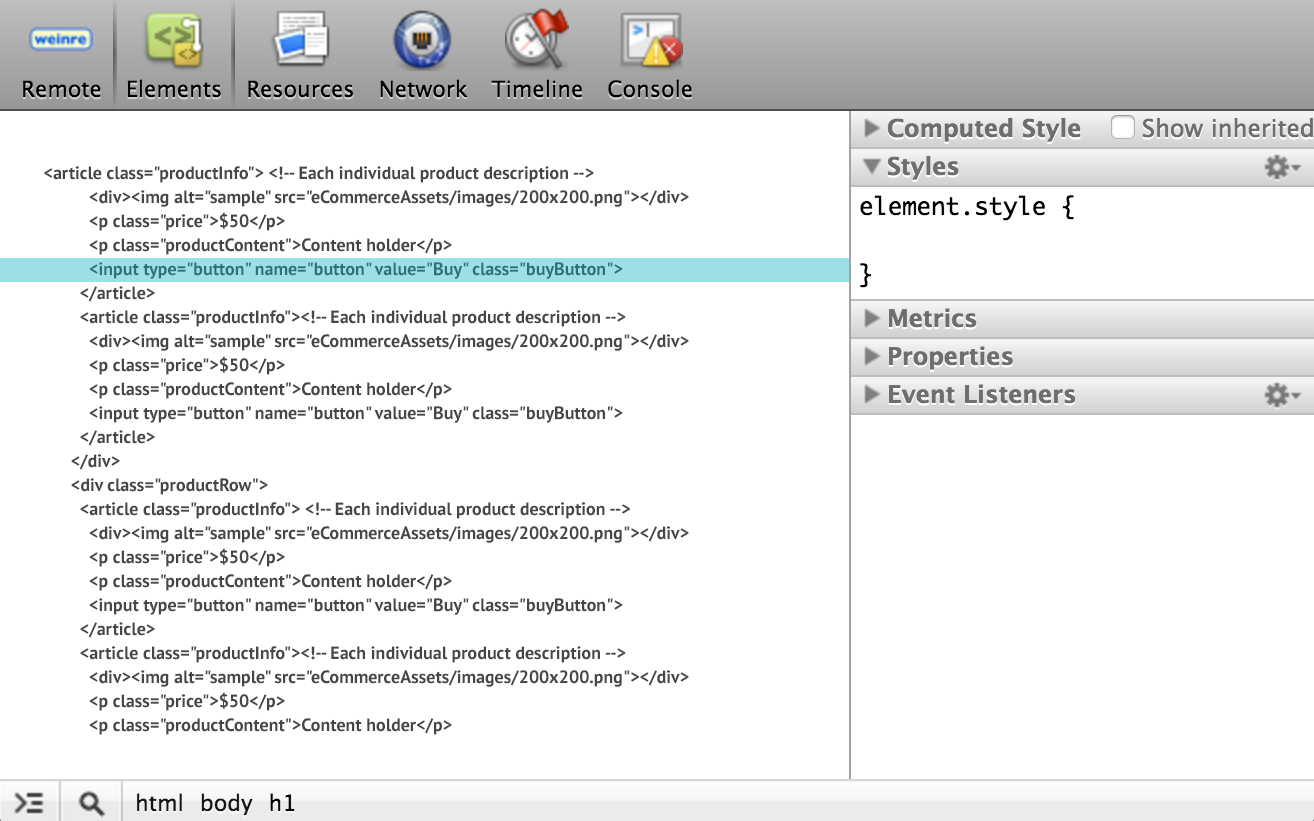 weinre
Remote Elements Resources Network Timeline Console
<article class="productInfo"> <!-- Each individual product description -->
<div><img alt="sample" src="eCommerceAssets/images/200x200.png"></div>
<p class="price">$50</p>
<p class="productContent">Content holder</p>
<input type="button" name="button" value="Buy" class="buyButton">
</article>
<article class="productInfo"><!-- Each individual product description -->
<div><img alt="sample" src="eCommerceAssets/images/200x200.png"></div>
<p class="price">$50</p>
<p class="productContent">Content holder</p>
<input type="button" name="button" value="Buy" class="buyButton">
</article>
</div>
<div class="productRow">
<article class="productInfo"> <!-- Each individual product description -->
<div><img alt="sample" src="eCommerceAssets/images/200x200.png"></div>
<p class="price">$50</p>
<p class="productContent">Content holder</p>
<input type="button" name="button" value="Buy" class="buyButton">
</article>
<article class="productInfo"><!-- Each individual product description -->
<div><img alt="sample" src="eCommerceAssets/images/200x200.png"></div>
<p class="price">$50</p>
<p class="productContent">Content holder</p>
Computed Style Show inherited
Styles
element.style {
}
Metrics
Properties
Event Listeners
html body h1